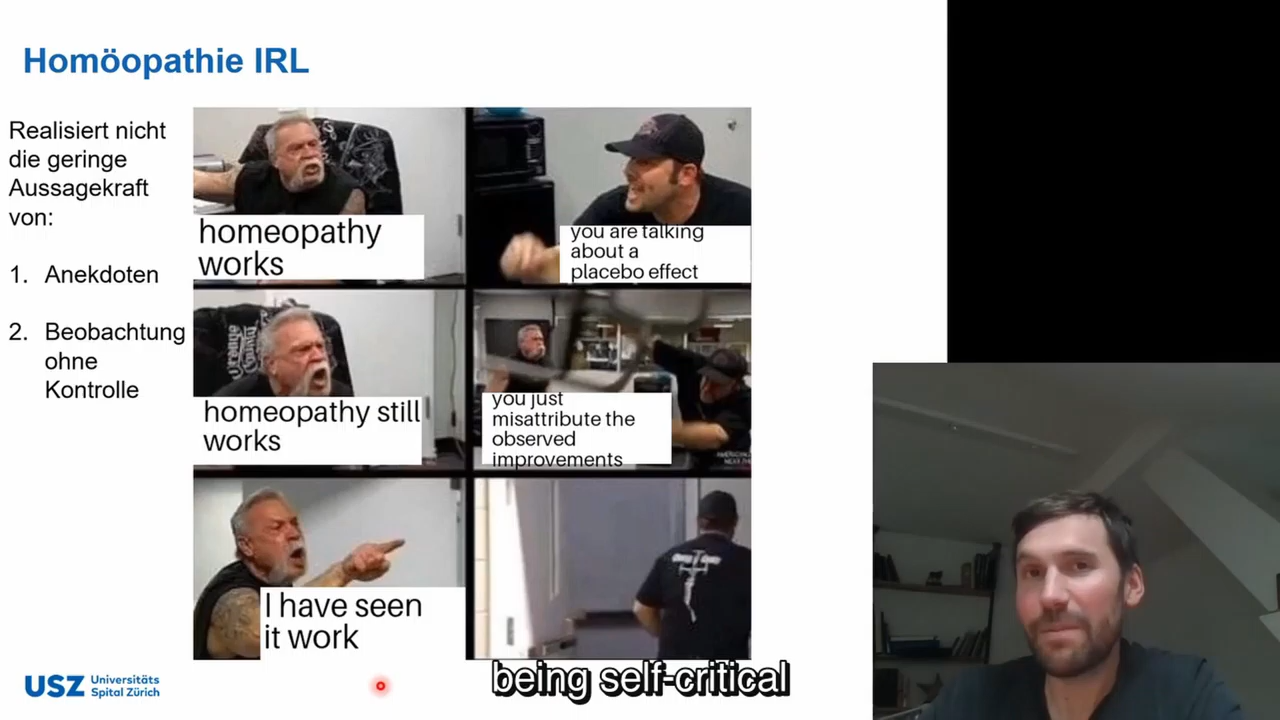 Homöopathie IRL
Realisiert nicht
die geringe
Aussagekraft
von:
1. Anekdoten
2. Beobachtung
ohne
Kontrolle
homeopathy
works
you are talking
about a
placebo effect
homeopathy still
works
you just
misattribute the
observed
improvements
I have seen
it work
USZ Universitäts
Spital Zürich
being self-critical